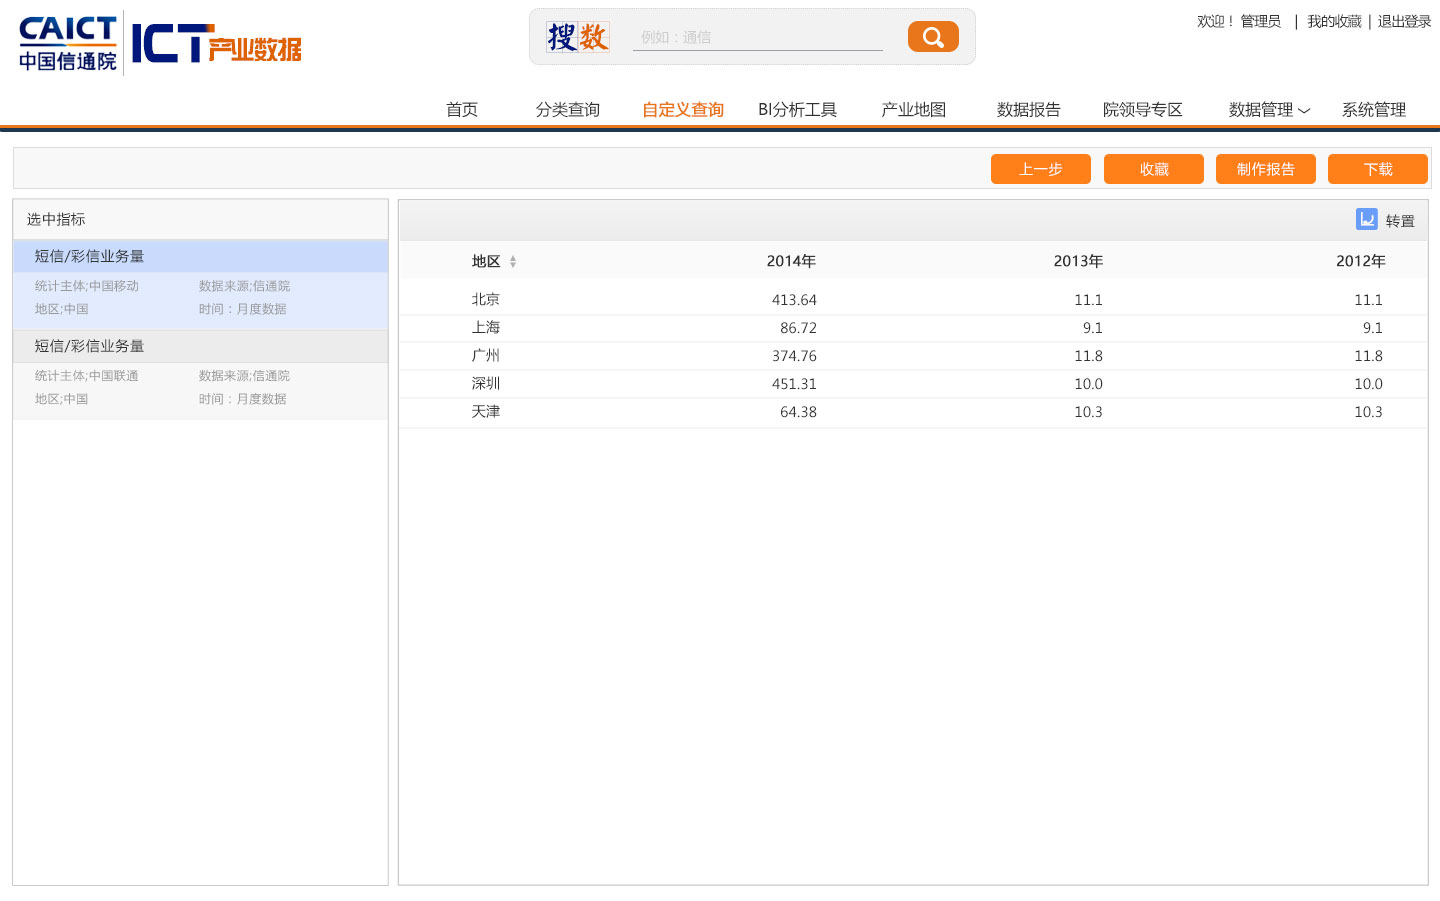 CAICT
中国信通院
ICT产业数据
搜数
例如：通信
欢迎！ 管理员 | 我的收藏 | 退出登录
首页 分类查询 自定义查询 BI分析工具 产业地图 数据报告 院领导专区 数据管理 系统管理
上一步 收藏 制作报告 下载
选中指标
短信/彩信业务量
统计主体;中国移动 数据来源;信通院
地区;中国 时间：月度数据
短信/彩信业务量
统计主体;中国联通 数据来源;信通院
地区;中国 时间：月度数据
转置
地区 2014年 2013年 2012年
北京 413.64 11.1 11.1
上海 86.72 9.1 9.1
广州 374.76 11.8 11.8
深圳 451.31 10.0 10.0
天津 64.38 10.3 10.3